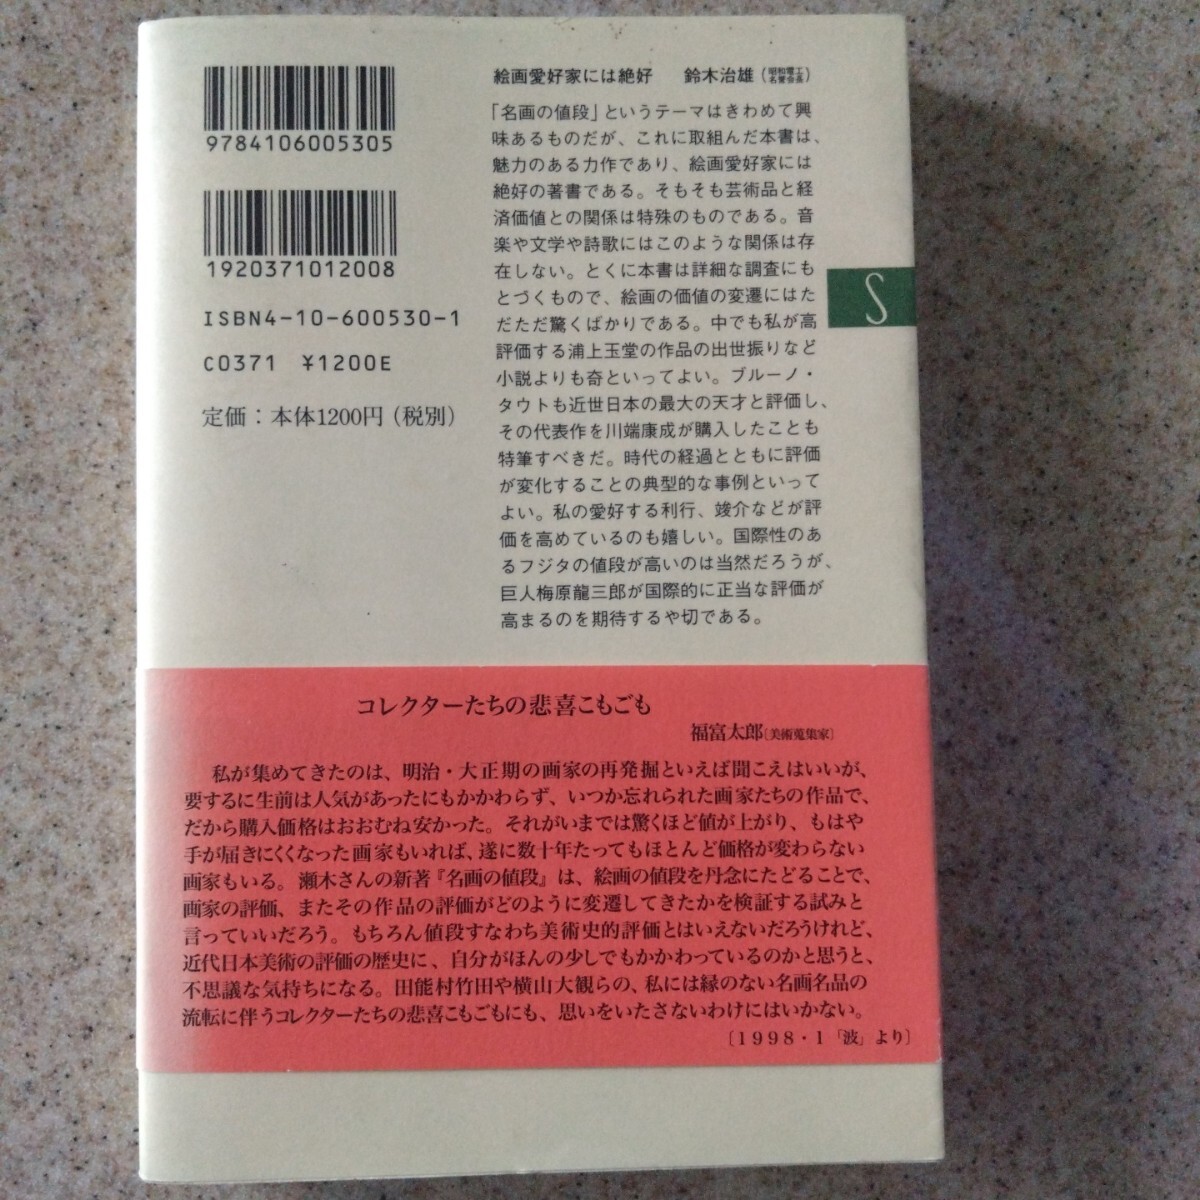 9784106005305
1920371012008
ISBN4-10-600530-1
C0371 ¥1200E
定価：本体1200円（税別）
絵画愛好家には絶好 鈴木治雄（昭和電工名誉会長）
「名画の値段」というテーマはきわめて興
味あるものだが、これに取組んだ本書は、
魅力のある力作であり、絵画愛好家には
絶好の著書である。そもそも芸術品と経
済価値との関係は特殊のものである。音
楽や文学や詩歌にはこのような関係は存
在しない。とくに本書は詳細な調査にも
とづくもので、絵画の価値の変遷にはた
だただ驚くばかりである。中でも私が高
評価する浦上玉堂の作品の出世振りなど
小説よりも奇といってよい。ブルーノ・
タウトも近世日本の最大の天才と評価し、
その代表作を川端康成が購入したことも
特筆すべきだ。時代の経過とともに評価
が変化することの典型的な事例といって
よい。私の愛好する利行、竣介などが評
価を高めているのも嬉しい。国際性のあ
るフジタの値段が高いのは当然だろうが、
巨人梅原龍三郎が国際的に正当な評価が
高まるのを期待するや切である。
S
コレクターたちの悲喜こもごも
福富太郎［美術蒐集家］
私が集めてきたのは、明治・大正期の画家の再発掘といえば聞こえはいいが、
要するに生前は人気があったにもかかわらず、いつか忘れられた画家たちの作品で、
だから購入価格はおおむね安かった。それがいまでは驚くほど値が上がり、もはや
手が届きにくくなった画家もいれば、遂に数十年たってもほとんど価格が変わらない
画家もいる。瀬木さんの新著『名画の値段』は、絵画の値段を丹念にたどることで、
画家の評価、またその作品の評価がどのように変遷してきたかを検証する試みと
言っていいだろう。もちろん値段すなわち美術史的評価とはいえないだろうけれど、
近代日本美術の評価の歴史に、自分がほんの少しでもかかわっているのかと思うと、
不思議な気持ちになる。田能村竹田や横山大観らの、私には縁のない名画名品の
流転に伴うコレクターたちの悲喜こもごもにも、思いをいたさないわけにはいかない。
［1998・1「波」より］